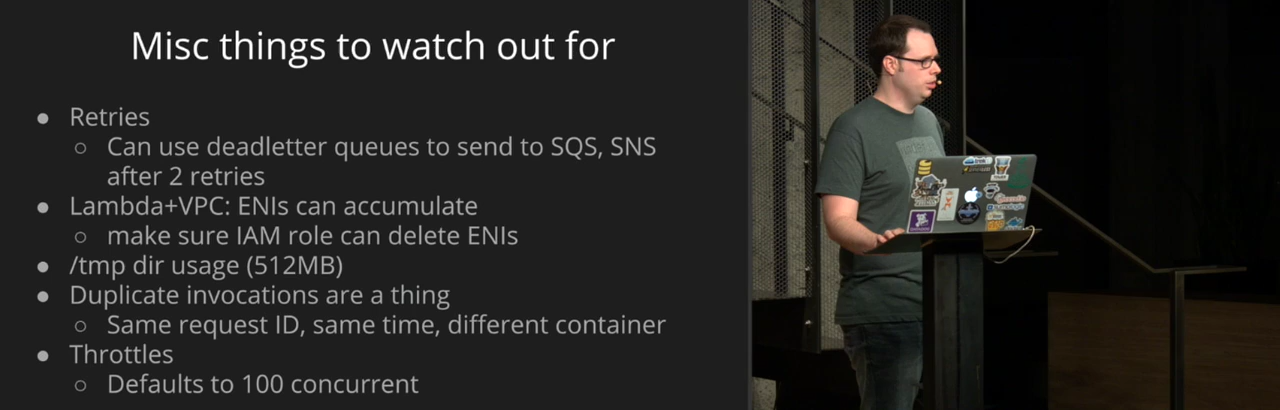 Misc things to watch out for
● Retries
○ Can use deadletter queues to send to SQS, SNS
after 2 retries
● Lambda+VPC: ENIs can accumulate
○ make sure IAM role can delete ENIs
● /tmp dir usage (512MB)
● Duplicate invocations are a thing
○ Same request ID, same time, different container
● Throttles
○ Defaults to 100 concurrent